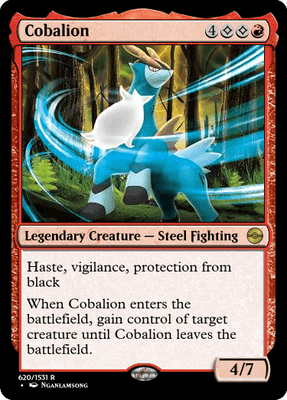 Cobalion 4
Legendary Creature — Steel Fighting
Haste, vigilance, protection from
black
When Cobalion enters the
battlefield, gain control of target
creature until Cobalion leaves the
battlefield.
4/7
620/1531 R
• NGANLAMSONG